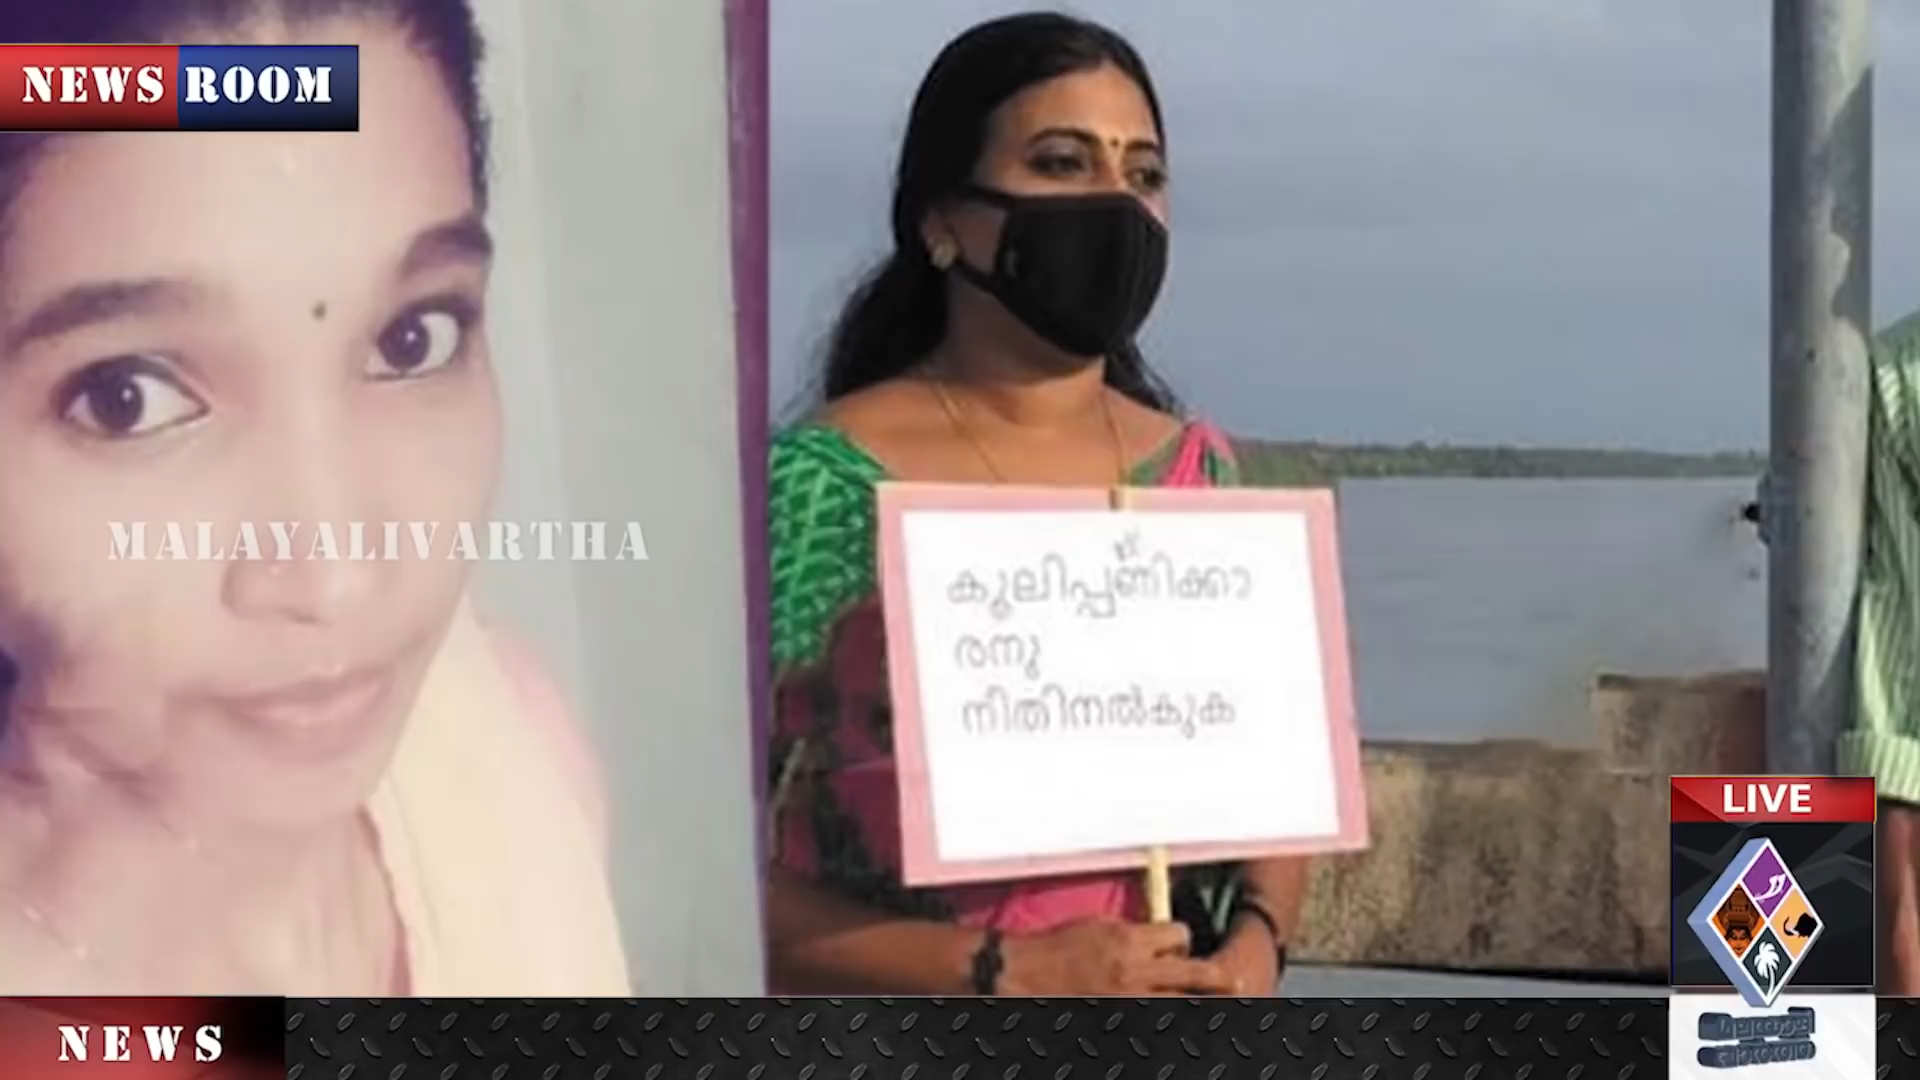 NEWS ROOM
MALAYALIVARTHA
കൂലിപ്പണിക്കാ
രനു
നിതിനൽകുക
LIVE
NEWS